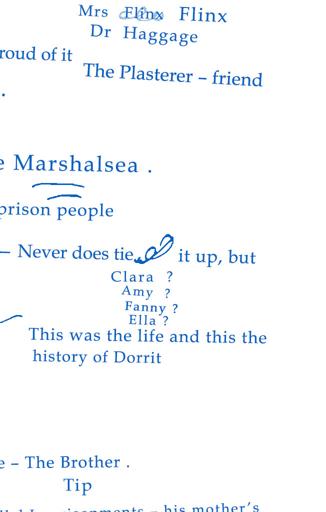 Mrs Flinx Flinx
Dr Haggage
roud of it
The Plasterer – friend
.
e Marshalsea .
prison people
– Never does tie it up, but
Clara ?
Amy ?
Fanny ?
Ella ?
This was the life and this the
history of Dorrit
e – The Brother .
Tip
his mother's